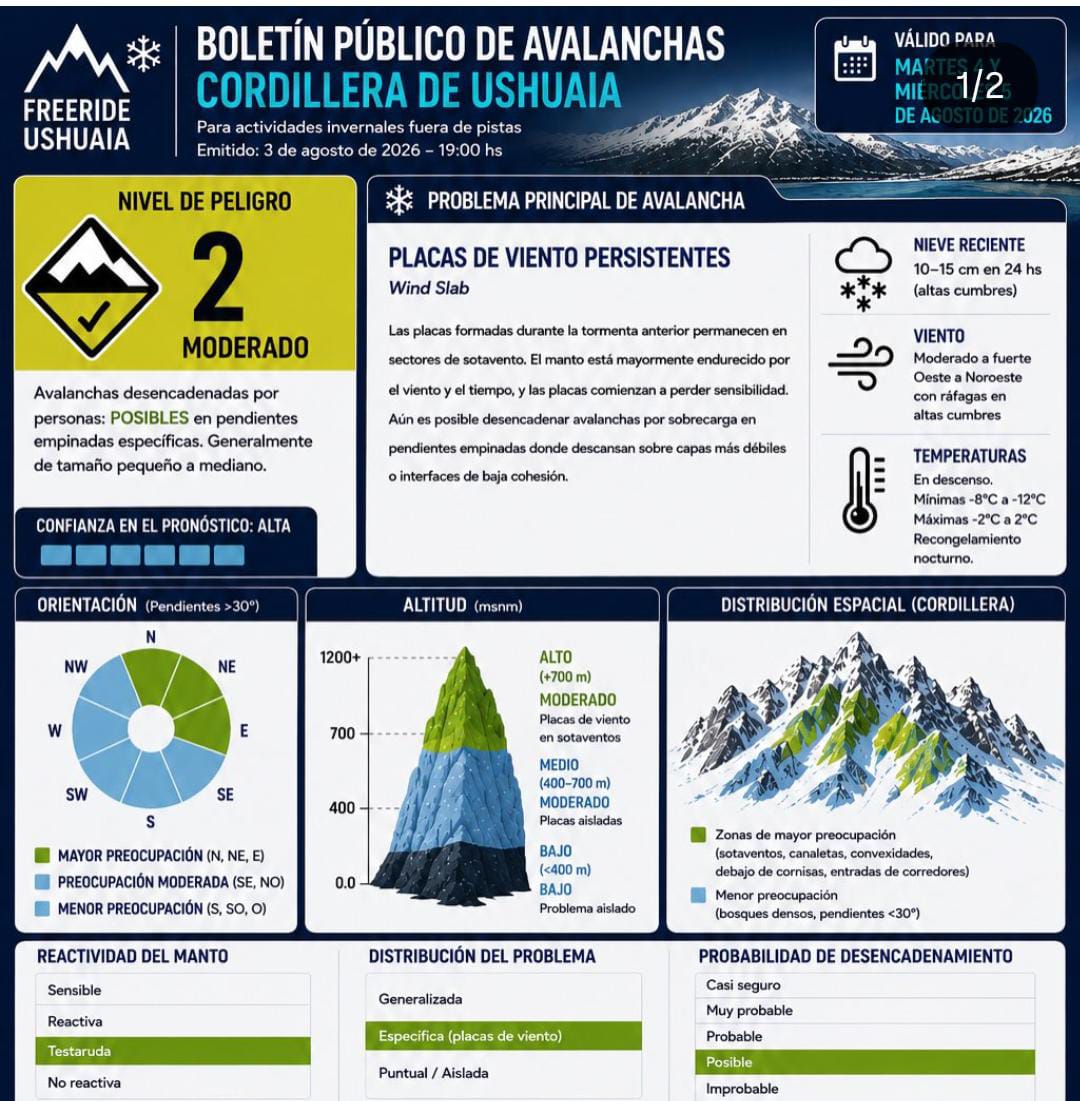 FREERIDE
USHUAIA
BOLETÍN PÚBLICO DE AVALANCHAS
CORDILLERA DE USHUAIA
Para actividades invernales fuera de pistas
Emitido: 3 de agosto de 2026 – 19:00 hs
VÁLIDO PARA
MARTES 4 Y
DE AGOSTO DE 2026
1/2
NIVEL DE PELIGRO
2
MODERADO
Avalanchas desencadenadas por
personas: POSIBLES en pendientes
empinadas específicas. Generalmente
de tamaño pequeño a mediano.
CONFIANZA EN EL PRONÓSTICO: ALTA
PROBLEMA PRINCIPAL DE AVALANCHA
PLACAS DE VIENTO PERSISTENTES
Wind Slab
Las placas formadas durante la tormenta anterior permanecen en
sectores de sotavento. El manto está mayormente endurecido por
el viento y el tiempo, y las placas comienzan a perder sensibilidad.
Aún es posible desencadenar avalanchas por sobrecarga en
pendientes empinadas donde descansan sobre capas más débiles
o interfaces de baja cohesión.
NIEVE RECIENTE
10–15 cm en 24 hs
(altas cumbres)
VIENTO
Moderado a fuerte
Oeste a Noroeste
con ráfagas en
altas cumbres
TEMPERATURAS
En descenso.
Mínimas -8°C a -12°C
Máximas -2°C a 2°C
Recongelamiento
nocturno.
ORIENTACIÓN (Pendientes >30°)
N
NW
NE
W
E
SW
SE
S
MAYOR PREOCUPACIÓN (N, NE, E)
PREOCUPACIÓN MODERADA (SE, NO)
MENOR PREOCUPACIÓN (S, SO, O)
ALTITUD (msnm)
1200+
700
400
0.0
ALTO
(+700 m)
MODERADO
Placas de viento
en sotaventos
MEDIO
(400–700 m)
MODERADO
Placas aisladas
BAJO
(<400 m)
BAJO
Problema aislado
DISTRIBUCIÓN ESPACIAL (CORDILLERA)
Zonas de mayor preocupación
(sotaventos, canaletas, convexidades,
debajo de cornisas, entradas de corredores)
Menor preocupación
(bosques densos, pendientes <30°)
REACTIVIDAD DEL MANTO
Sensible
Reactiva
Testaruda
No reactiva
DISTRIBUCIÓN DEL PROBLEMA
Generalizada
Específica (placas de viento)
Puntual / Aislada
PROBABILIDAD DE DESENCADENAMIENTO
Casi seguro
Muy probable
Probable
Posible
Improbable